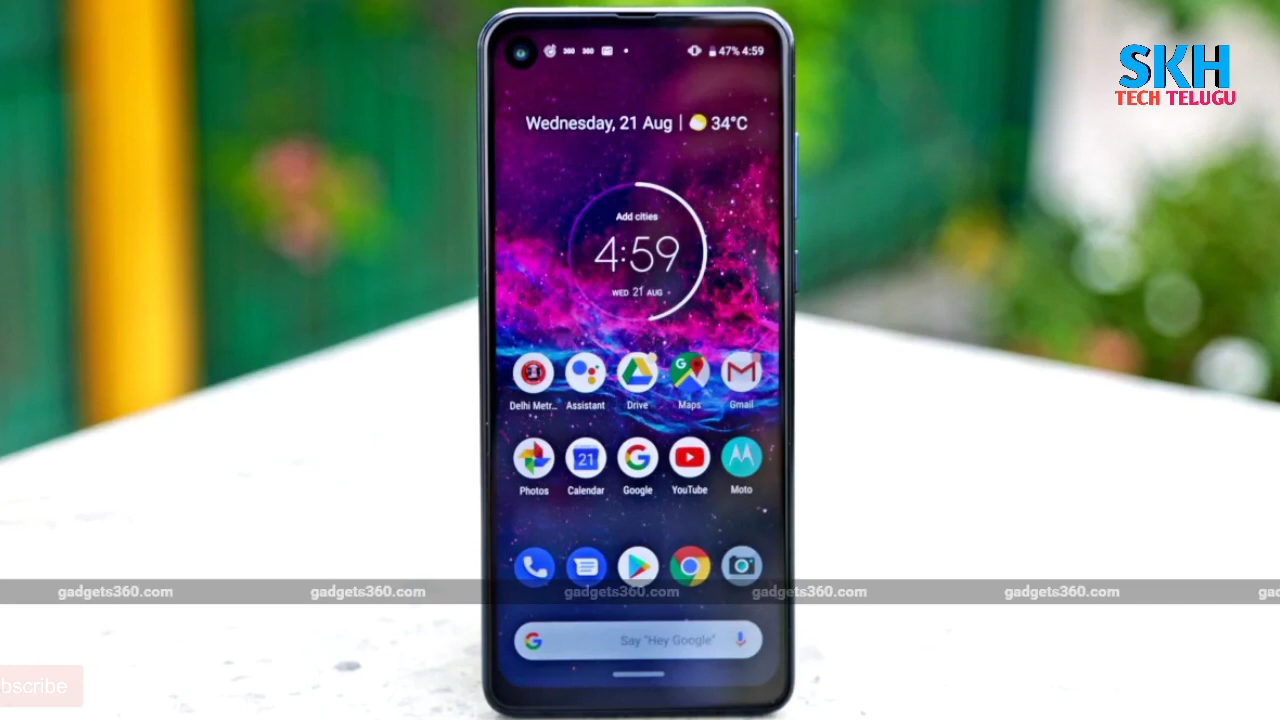 SKH
TECH TELUGU
360 360
47% 4:59
Wednesday, 21 Aug | 34°C
Add cities
4:59
WED 21 AUG
Delhi Metr... Assistant Drive Maps Gmail
21
Photos Calendar Google YouTube Moto
gadgets360.com gadgets360.com gadgets360.com gadgets360.com gadgets360.com
Say "Hey Google"
bscribe